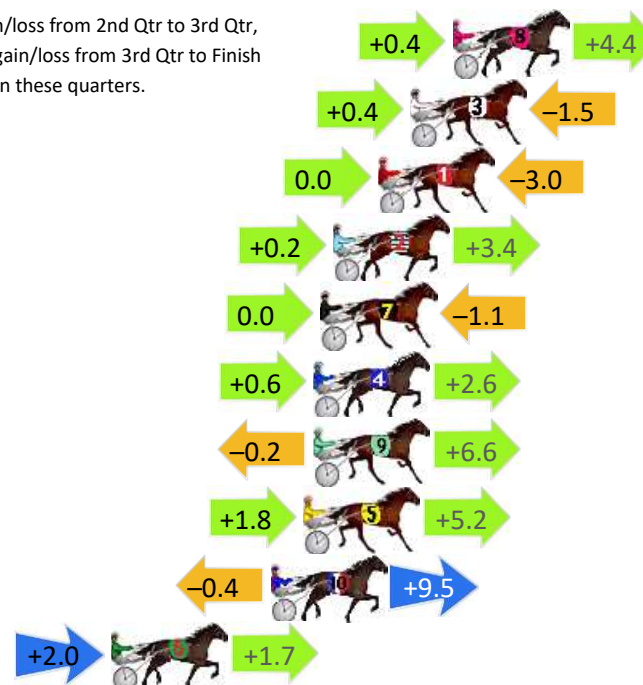 n/loss from 2nd Qtr to 3rd Qtr,
gain/loss from 3rd Qtr to Finish
n these quarters.
+0.4 8 +4.4
+0.4 3 –1.5
0.0 1 –3.0
+0.2 2 +3.4
0.0 7 –1.1
+0.6 4 +2.6
–0.2 9 +6.6
+1.8 5 +5.2
–0.4 10 +9.5
+2.0 +1.7